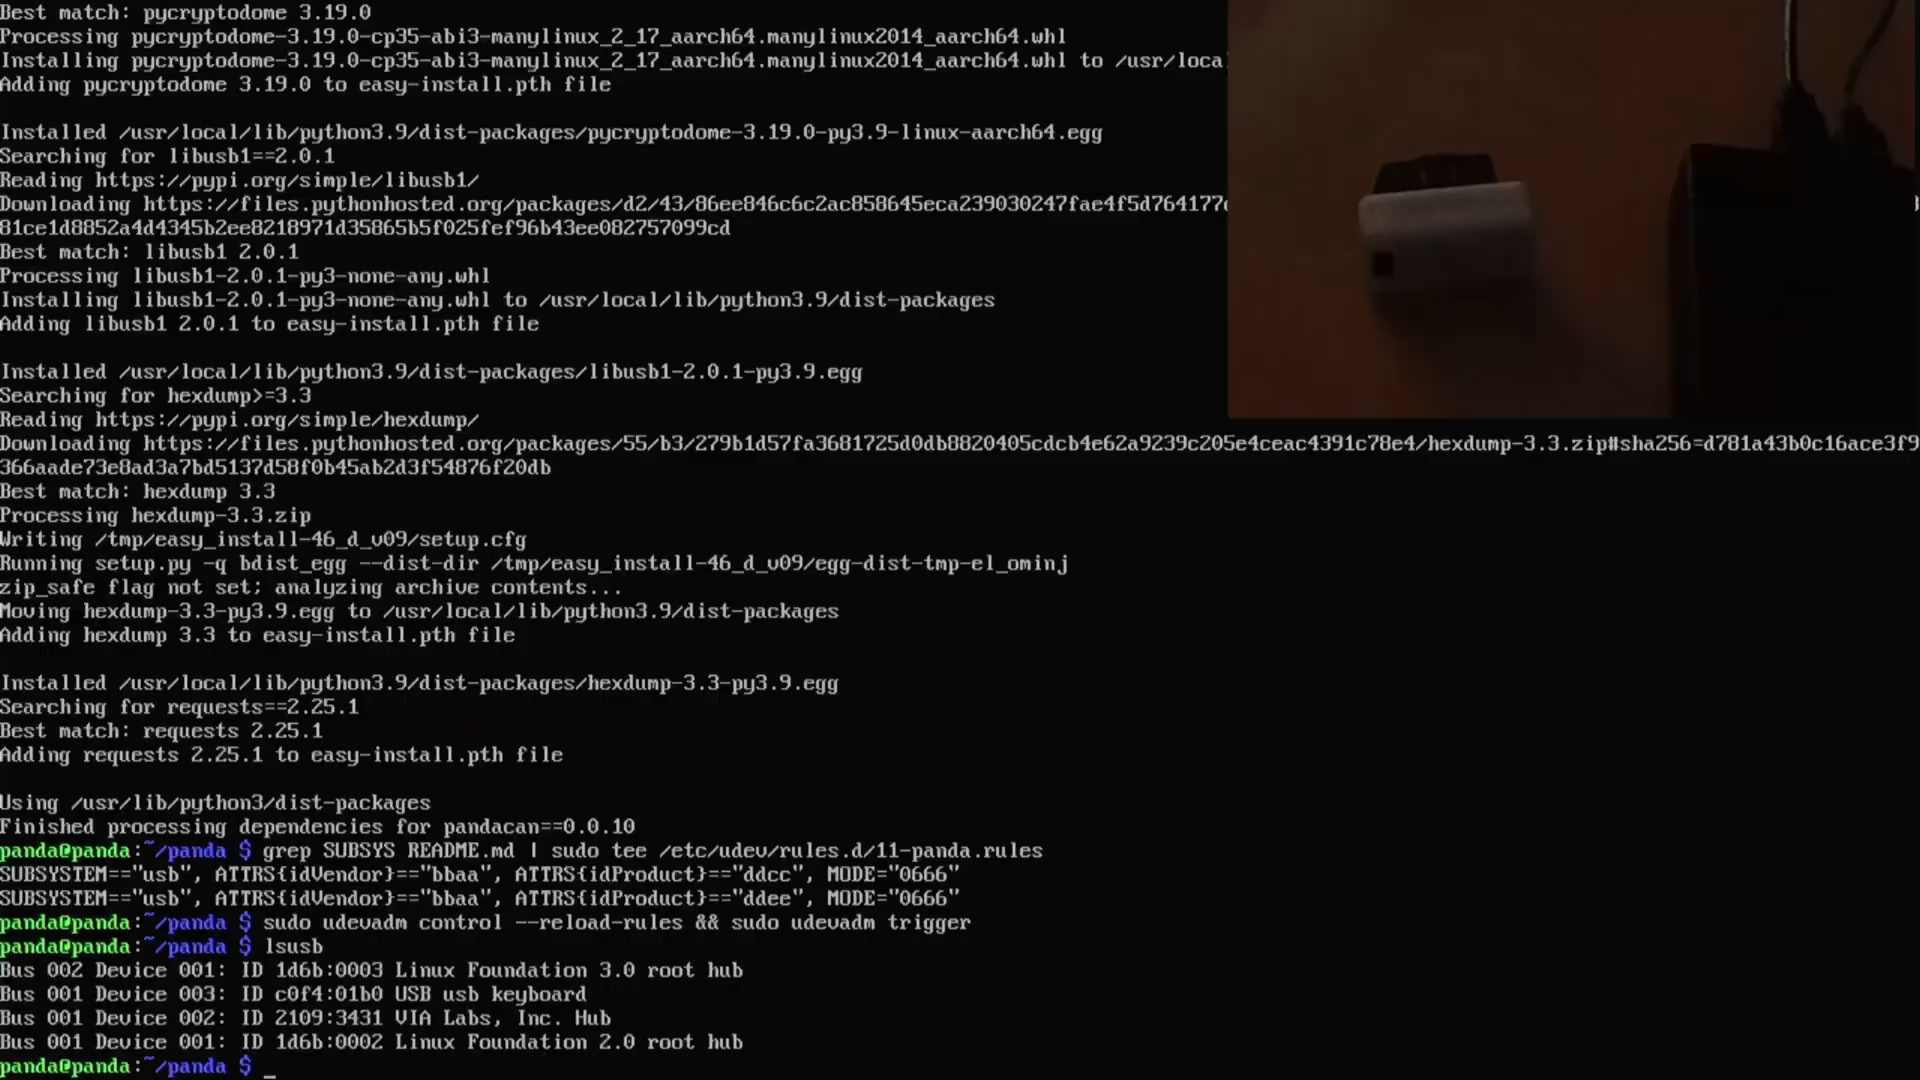 Best match: pycryptodome 3.19.0
Processing pycryptodome-3.19.0-cp35-abi3-manylinux_2_17_aarch64.manylinux2014_aarch64.whl
Installing pycryptodome-3.19.0-cp35-abi3-manylinux_2_17_aarch64.manylinux2014_aarch64.whl to /usr/loca
Adding pycryptodome 3.19.0 to easy-install.pth file
Installed /usr/local/lib/python3.9/dist-packages/pycryptodome-3.19.0-py3.9-linux-aarch64.egg
Searching for libusb1==2.0.1
Reading https://pypi.org/simple/libusb1/
Downloading https://files.pythonhosted.org/packages/d2/43/86ee846c6c2ac858645eca239030247fae4f5d764177
81ce1d8852a4d4345b2ee8218971d35865b5f025fef96b43ee082757099cd
Best match: libusb1 2.0.1
Processing libusb1-2.0.1-py3-none-any.whl
Installing libusb1-2.0.1-py3-none-any.whl to /usr/local/lib/python3.9/dist-packages
Adding libusb1 2.0.1 to easy-install.pth file
Installed /usr/local/lib/python3.9/dist-packages/libusb1-2.0.1-py3.9.egg
Searching for hexdump>=3.3
Reading https://pypi.org/simple/hexdump/
Downloading https://files.pythonhosted.org/packages/55/b3/279b1d57fa3681725d0db8820405cdcb4e62a9239c205e4ceac4391c78e4/hexdump-3.3.zip#sha256=d781a43b0c16ace3f9
366aade73e8ad3a7bd5137d58f0b45ab2d3f54876f20db
Best match: hexdump 3.3
Processing hexdump-3.3.zip
Writing /tmp/easy_install-46_d_v09/setup.cfg
Running setup.py -q bdist_egg --dist-dir /tmp/easy_install-46_d_v09/egg-dist-tmp-el_ominj
zip_safe flag not set; analyzing archive contents...
Moving hexdump-3.3-py3.9.egg to /usr/local/lib/python3.9/dist-packages
Adding hexdump 3.3 to easy-install.pth file
Installed /usr/local/lib/python3.9/dist-packages/hexdump-3.3-py3.9.egg
Searching for requests==2.25.1
Best match: requests 2.25.1
Adding requests 2.25.1 to easy-install.pth file
Using /usr/lib/python3/dist-packages
Finished processing dependencies for pandacan==0.0.10
panda@panda:~/panda $ grep SUBSYS README.md | sudo tee /etc/udev/rules.d/11-panda.rules
SUBSYSTEM=="usb", ATTRS{idVendor}=="bbaa", ATTRS{idProduct}=="ddcc", MODE="0666"
SUBSYSTEM=="usb", ATTRS{idVendor}=="bbaa", ATTRS{idProduct}=="ddee", MODE="0666"
panda@panda:~/panda $ sudo udevadm control --reload-rules && sudo udevadm trigger
panda@panda:~/panda $ lsusb
Bus 002 Device 001: ID 1d6b:0003 Linux Foundation 3.0 root hub
Bus 001 Device 003: ID c0f4:01b0 USB usb keyboard
Bus 001 Device 002: ID 2109:3431 VIA Labs, Inc. Hub
Bus 001 Device 001: ID 1d6b:0002 Linux Foundation 2.0 root hub
panda@panda:~/panda $ _